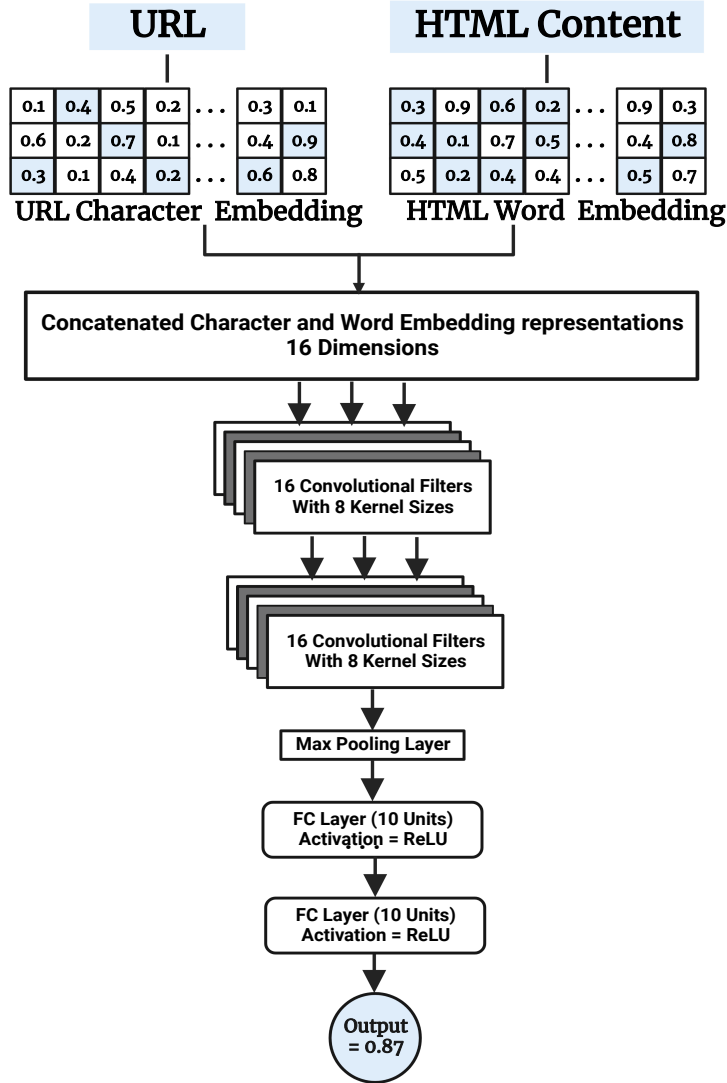 URL
HTML Content
0.1 0.4 0.5 0.2 ... 0.3 0.1
0.6 0.2 0.7 0.1 ... 0.4 0.9
0.3 0.1 0.4 0.2 ... 0.6 0.8
URL Character Embedding
0.3 0.9 0.6 0.2 ... 0.9 0.3
0.4 0.1 0.7 0.5 ... 0.4 0.8
0.5 0.2 0.4 0.4 ... 0.5 0.7
HTML Word Embedding
Concatenated Character and Word Embedding representations
16 Dimensions
16 Convolutional Filters
With 8 Kernel Sizes
16 Convolutional Filters
With 8 Kernel Sizes
Max Pooling Layer
FC Layer (10 Units)
Activation = ReLU
FC Layer (10 Units)
Activation = ReLU
Output
= 0.87